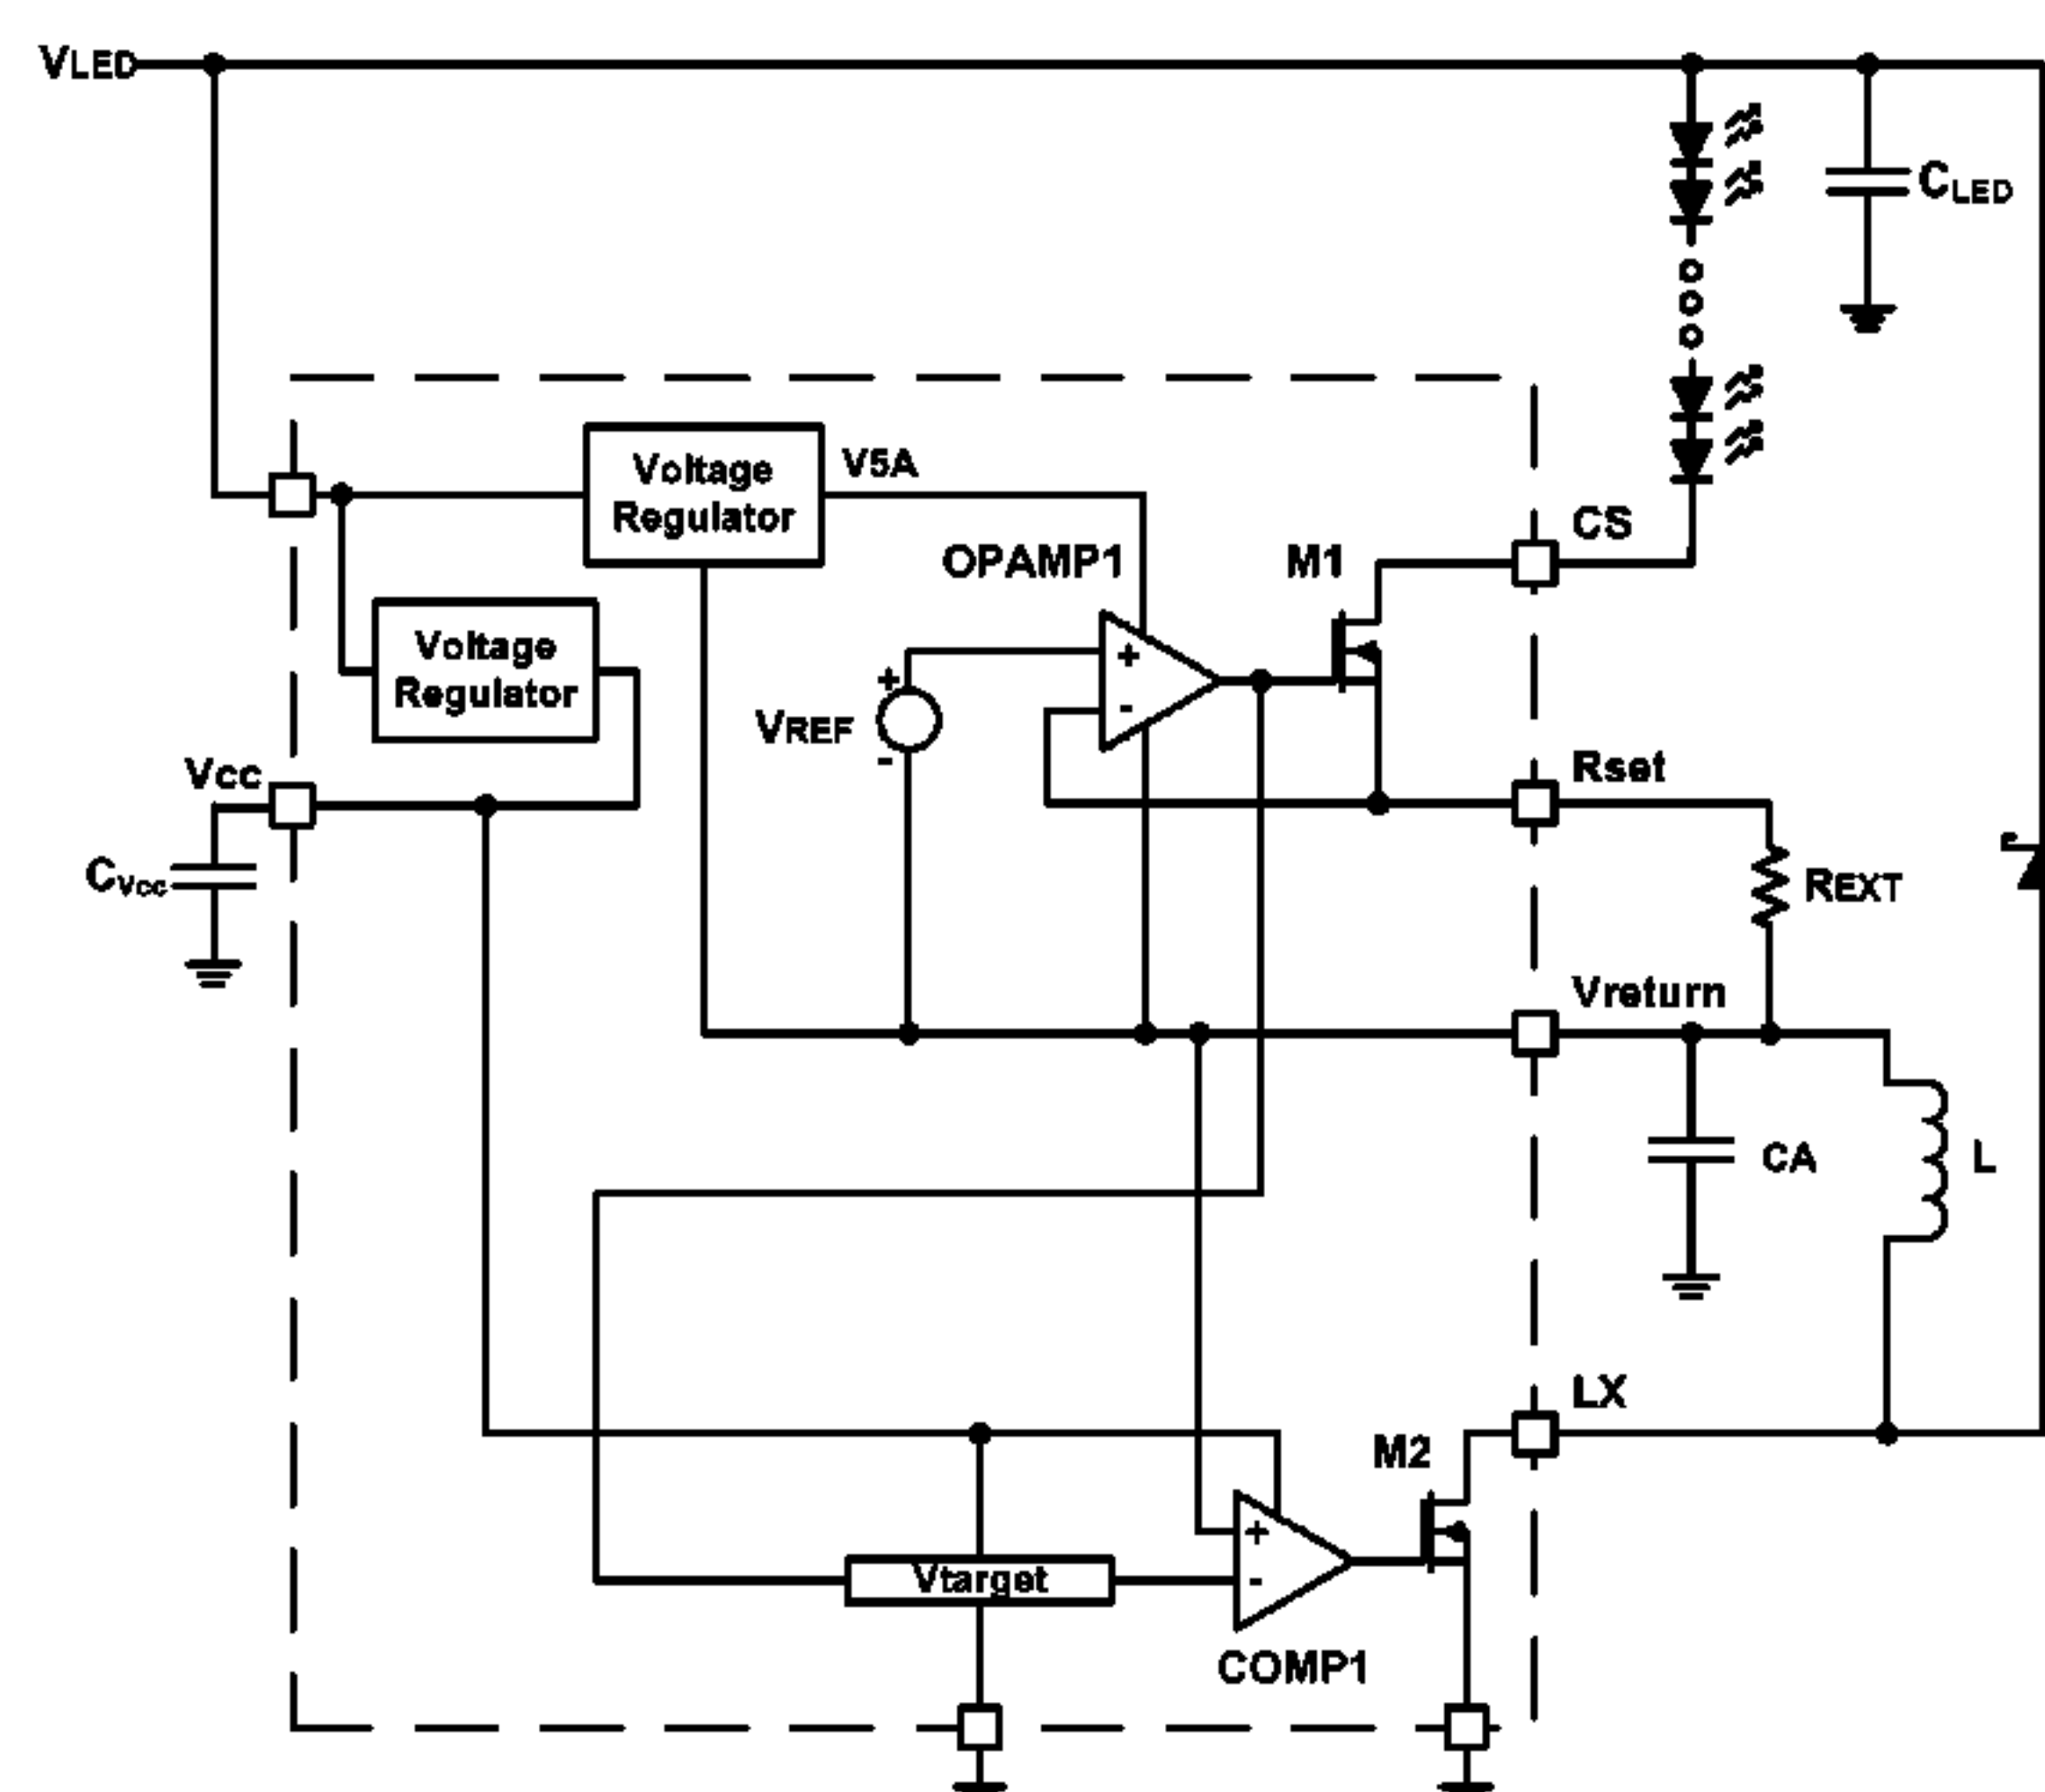 VLED
CLED
Voltage
Regulator
V5A
CS
OPAMP1
M1
Voltage
Regulator
+
-
+
VREF
-
Rset
Vcc
CVcc
REXT
Vreturn
CA
L
LX
M2
+
Vtarget
-
COMP1